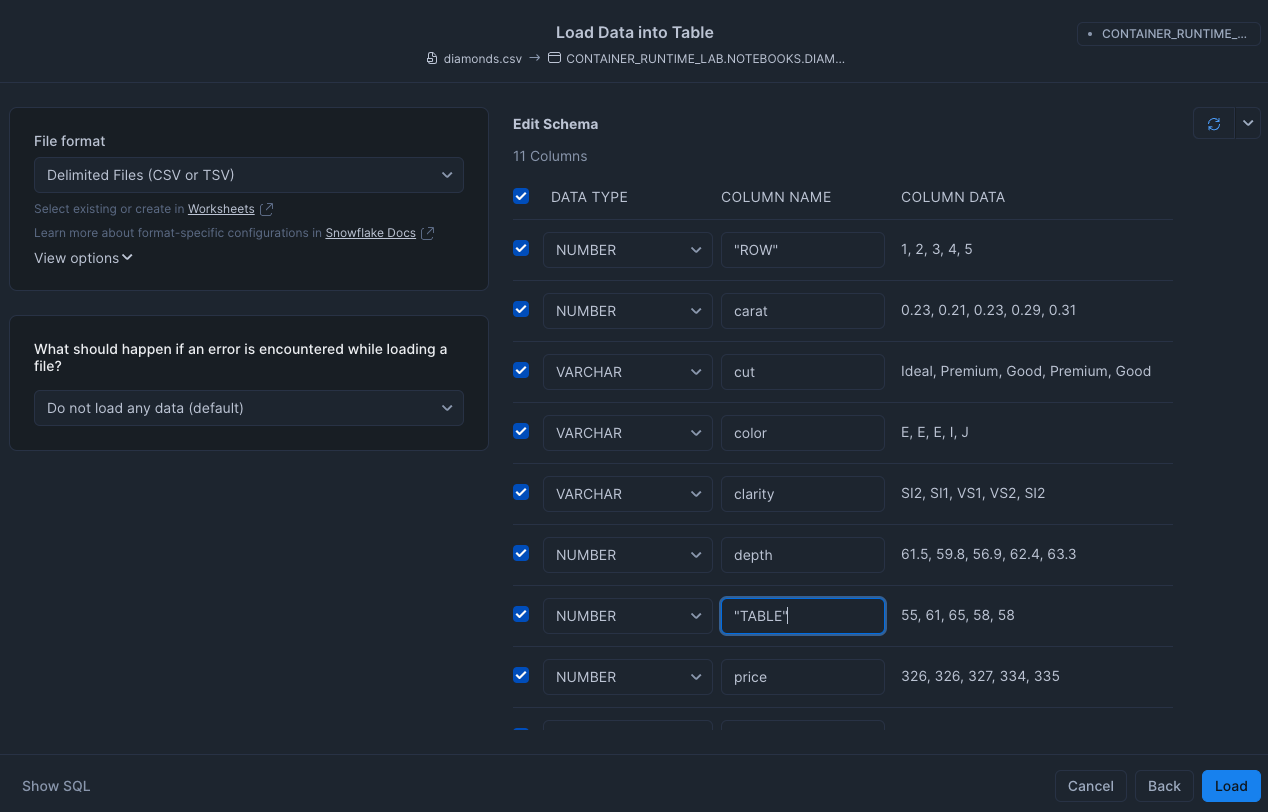 Load Data into Table
CONTAINER_RUNTIME_...
diamonds.csv → CONTAINER_RUNTIME_LAB.NOTEBOOKS.DIAM...
File format
Delimited Files (CSV or TSV)
Select existing or create in Worksheets
Learn more about format-specific configurations in Snowflake Docs
View options
What should happen if an error is encountered while loading a
file?
Do not load any data (default)
Edit Schema
11 Columns
DATA TYPE COLUMN NAME COLUMN DATA
NUMBER "ROW" 1, 2, 3, 4, 5
NUMBER carat 0.23, 0.21, 0.23, 0.29, 0.31
VARCHAR cut Ideal, Premium, Good, Premium, Good
VARCHAR color E, E, E, I, J
VARCHAR clarity SI2, SI1, VS1, VS2, SI2
NUMBER depth 61.5, 59.8, 56.9, 62.4, 63.3
NUMBER "TABLE" 55, 61, 65, 58, 58
NUMBER price 326, 326, 327, 334, 335
Show SQL
Cancel Back Load